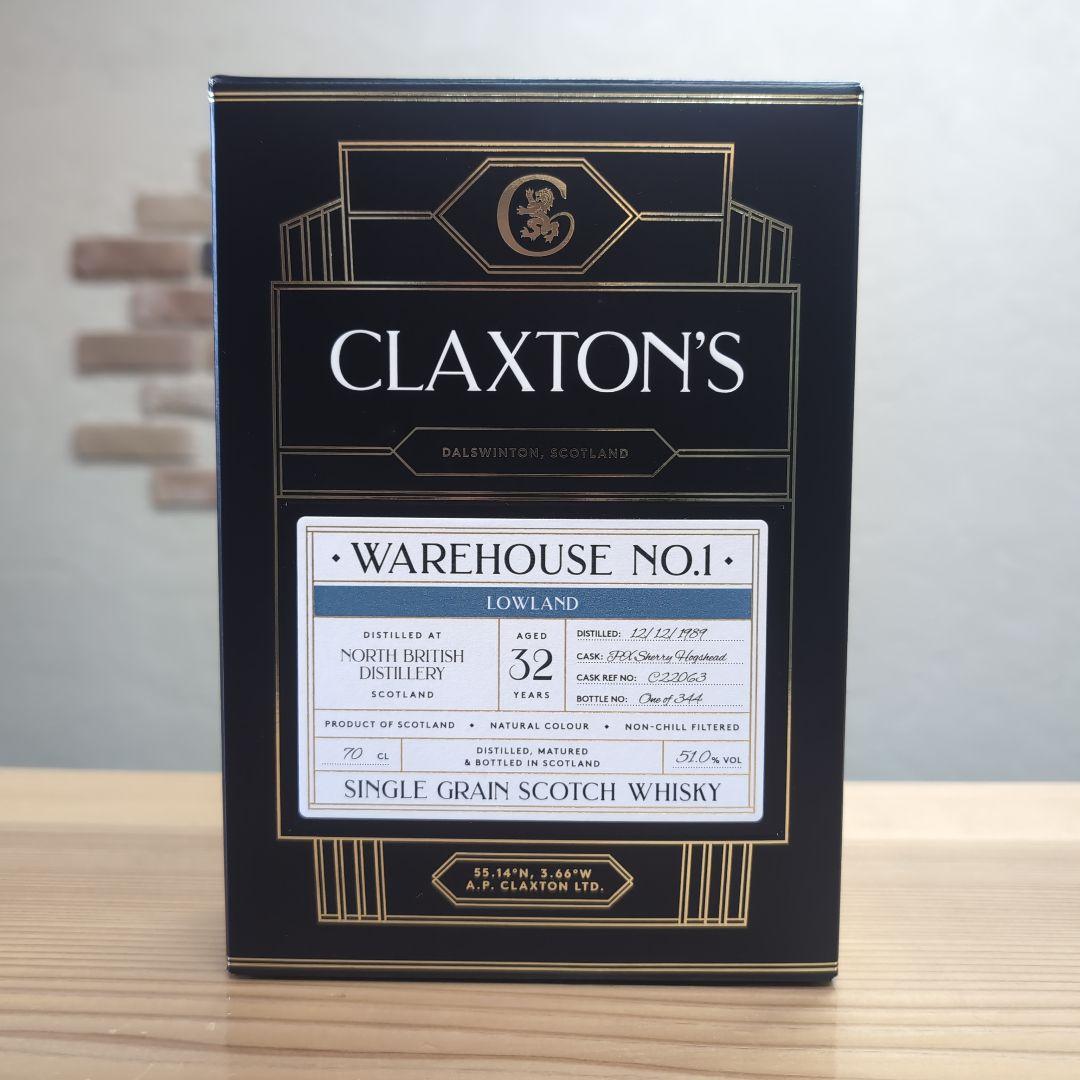 C
CLAXTON'S
DALSWINTON, SCOTLAND
• WAREHOUSE NO.1 •
LOWLAND
DISTILLED AT
NORTH BRITISH
DISTILLERY
SCOTLAND
AGED
32
YEARS
DISTILLED: 12/12/1989
CASK: PX Sherry Hogshead
CASK REF NO: C22063
BOTTLE NO: One of 344
PRODUCT OF SCOTLAND • NATURAL COLOUR • NON-CHILL FILTERED
70 CL
DISTILLED, MATURED
& BOTTLED IN SCOTLAND
51.0 % VOL
SINGLE GRAIN SCOTCH WHISKY
55.14°N, 3.66°W
A.P. CLAXTON LTD.